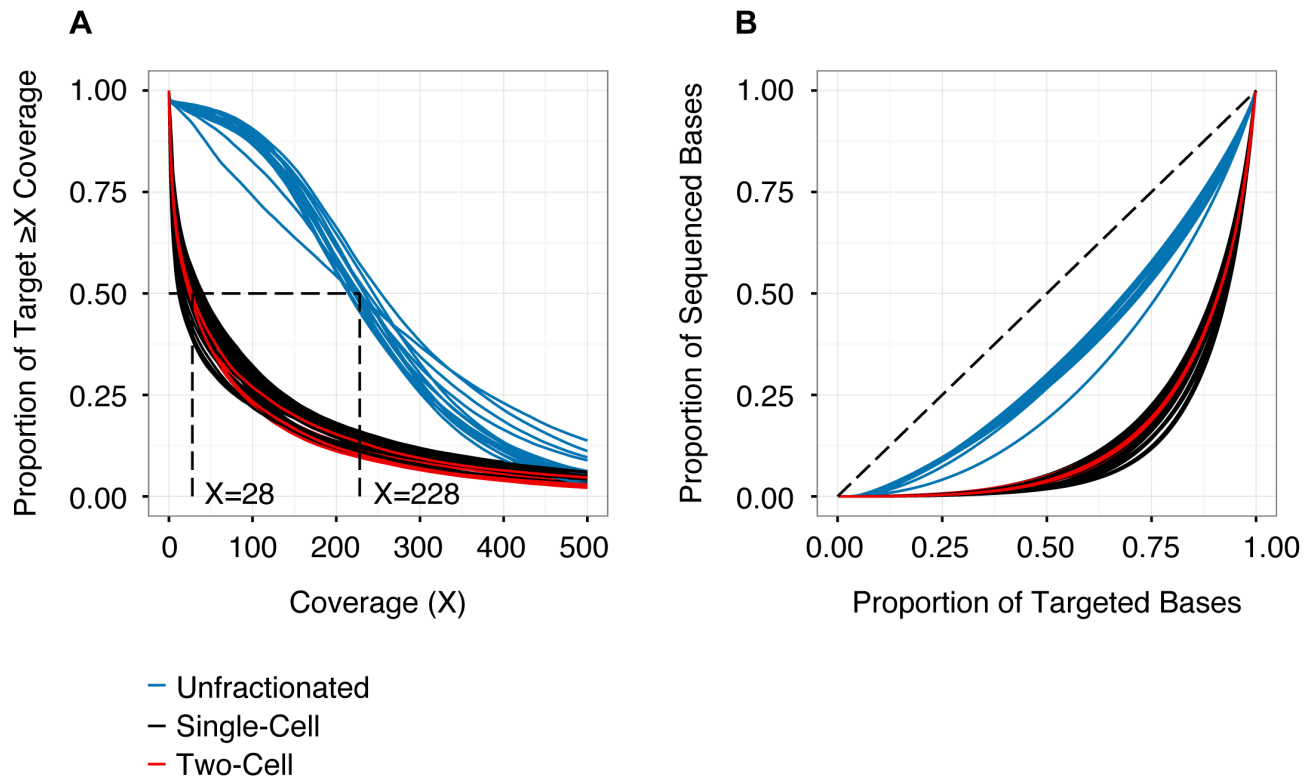 A
B
Proportion of Target ≥X Coverage
1.00
0.75
0.50
0.25
0.00
X=28
X=228
0
100
200
300
400
500
Coverage (X)
Proportion of Sequenced Bases
1.00
0.75
0.50
0.25
0.00
0.00
0.25
0.50
0.75
1.00
Proportion of Targeted Bases
Unfractionated
Single-Cell
Two-Cell